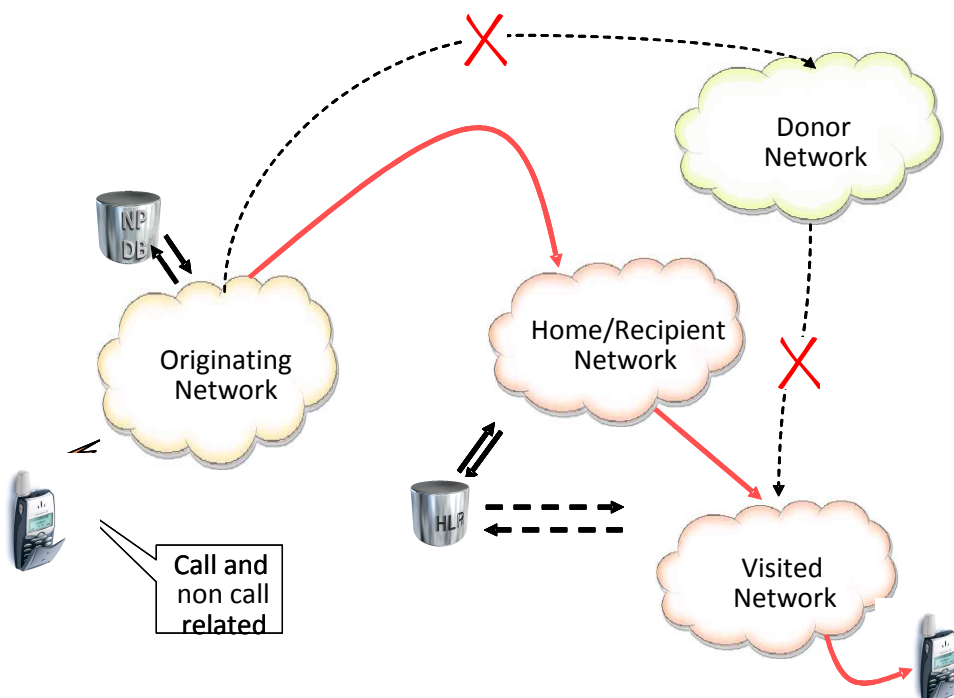 Donor
Network
NP
DB
Originating
Network
Home/Recipient
Network
HLR
Call and
non call
related
Visited
Network